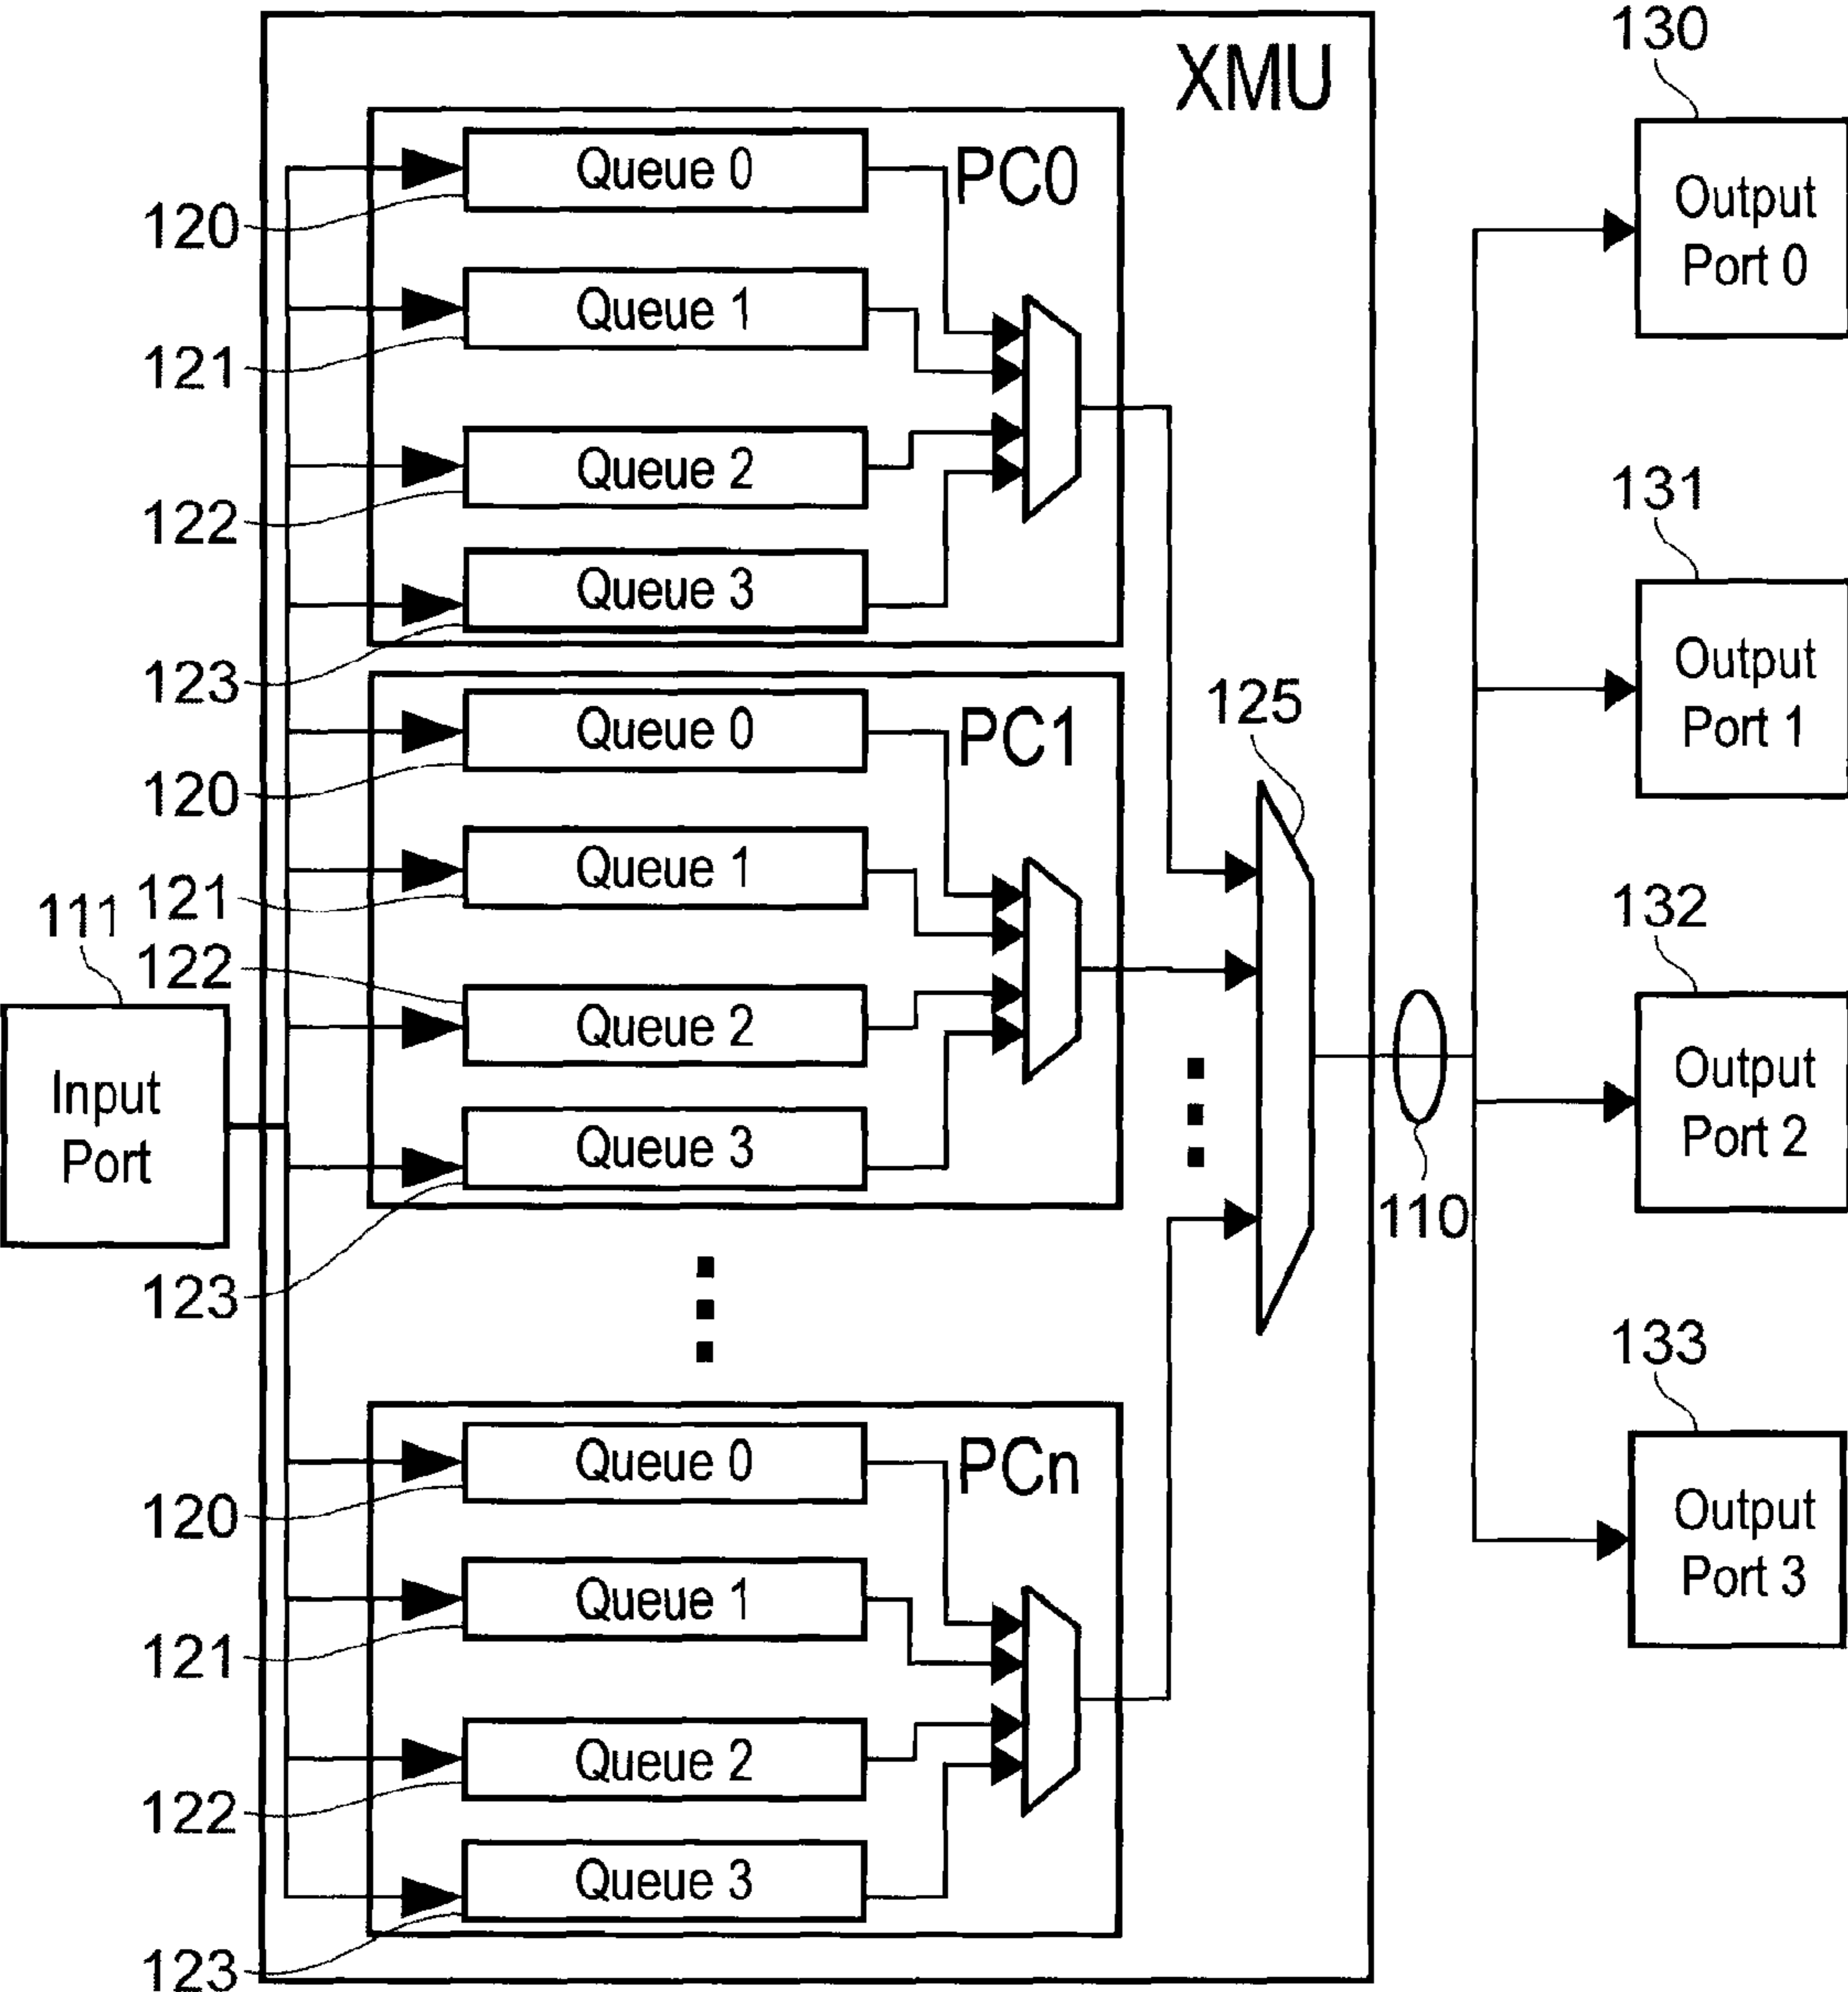 XMU
130
Output
Port 0
PC0
Queue 0
120
Queue 1
121
Queue 2
122
Queue 3
123
131
Output
Port 1
PC1
Queue 0
120
125
Queue 1
121
111
122
Queue 2
Input
Port
Queue 3
123
132
Output
Port 2
110
133
Output
Port 3
PCn
Queue 0
120
Queue 1
121
Queue 2
122
Queue 3
123